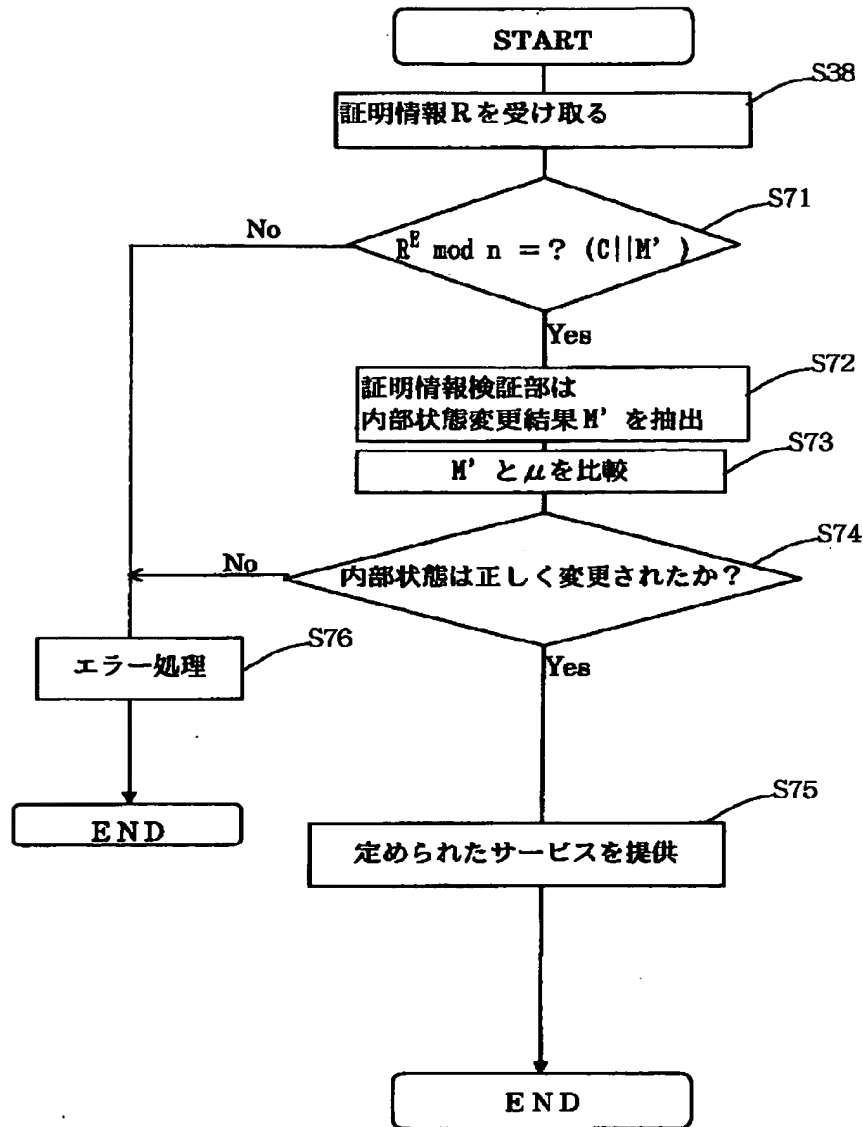 START
S38
証明情報Rを受け取る
S71
No
R^E mod n =? (C||M')
Yes
S72
証明情報検証部は
内部状態変更結果M'を抽出
S73
M'とμを比較
S74
No
内部状態は正しく変更されたか?
S76
エラー処理
Yes
S75
END
定められたサービスを提供
END